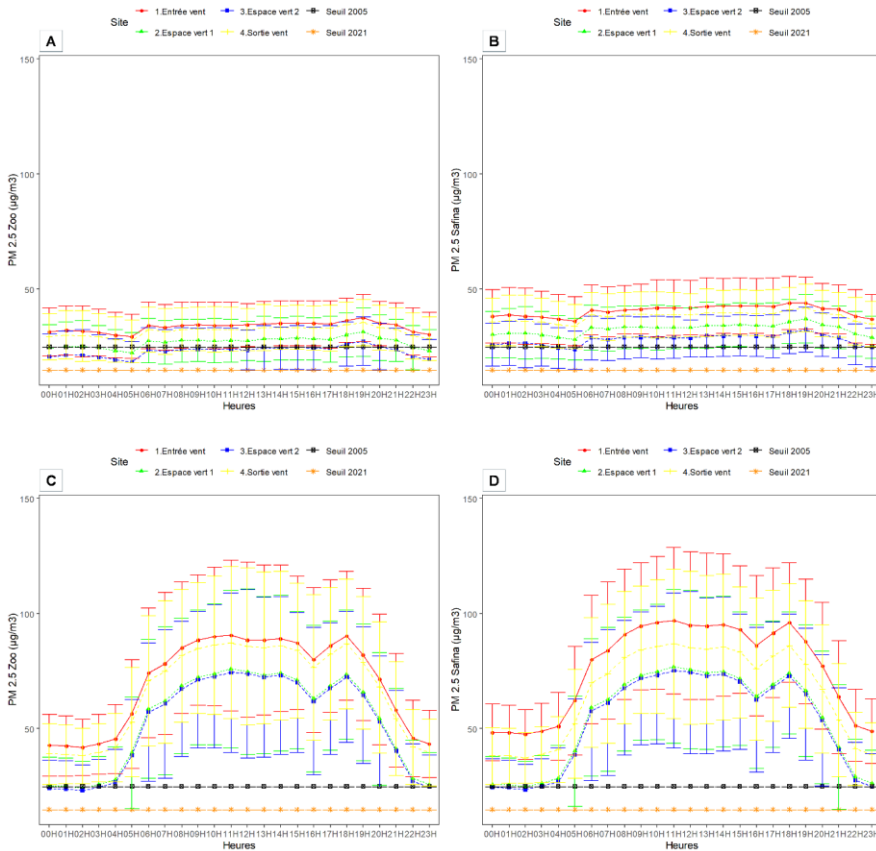 1.Entrée vent 3.Espace vert 2 Seuil 2005
Site
2.Espace vert 1 4.Sortie vent Seuil 2021
A
150
100
50
PM 2.5 Zoo (µg/m3)
00H01H02H03H04H05H06H07H08H09H10H11H12H13H14H15H16H17H18H19H20H21H22H23H
Heures
1.Entrée vent 3.Espace vert 2 Seuil 2005
Site
2.Espace vert 1 4.Sortie vent Seuil 2021
B
150
100
50
PM 2.5 Safina (µg/m3)
00H01H02H03H04H05H06H07H08H09H10H11H12H13H14H15H16H17H18H19H20H21H22H23H
Heures
1.Entrée vent 3.Espace vert 2 Seuil 2005
Site
2.Espace vert 1 4.Sortie vent Seuil 2021
C
150
100
50
PM 2.5 Zoo (µg/m3)
00H01H02H03H04H05H06H07H08H09H10H11H12H13H14H15H16H17H18H19H20H21H22H23H
Heures
1.Entrée vent 3.Espace vert 2 Seuil 2005
Site
2.Espace vert 1 4.Sortie vent Seuil 2021
D
150
100
50
PM 2.5 Safina (µg/m3)
00H01H02H03H04H05H06H07H08H09H10H11H12H13H14H15H16H17H18H19H20H21H22H23H
Heures